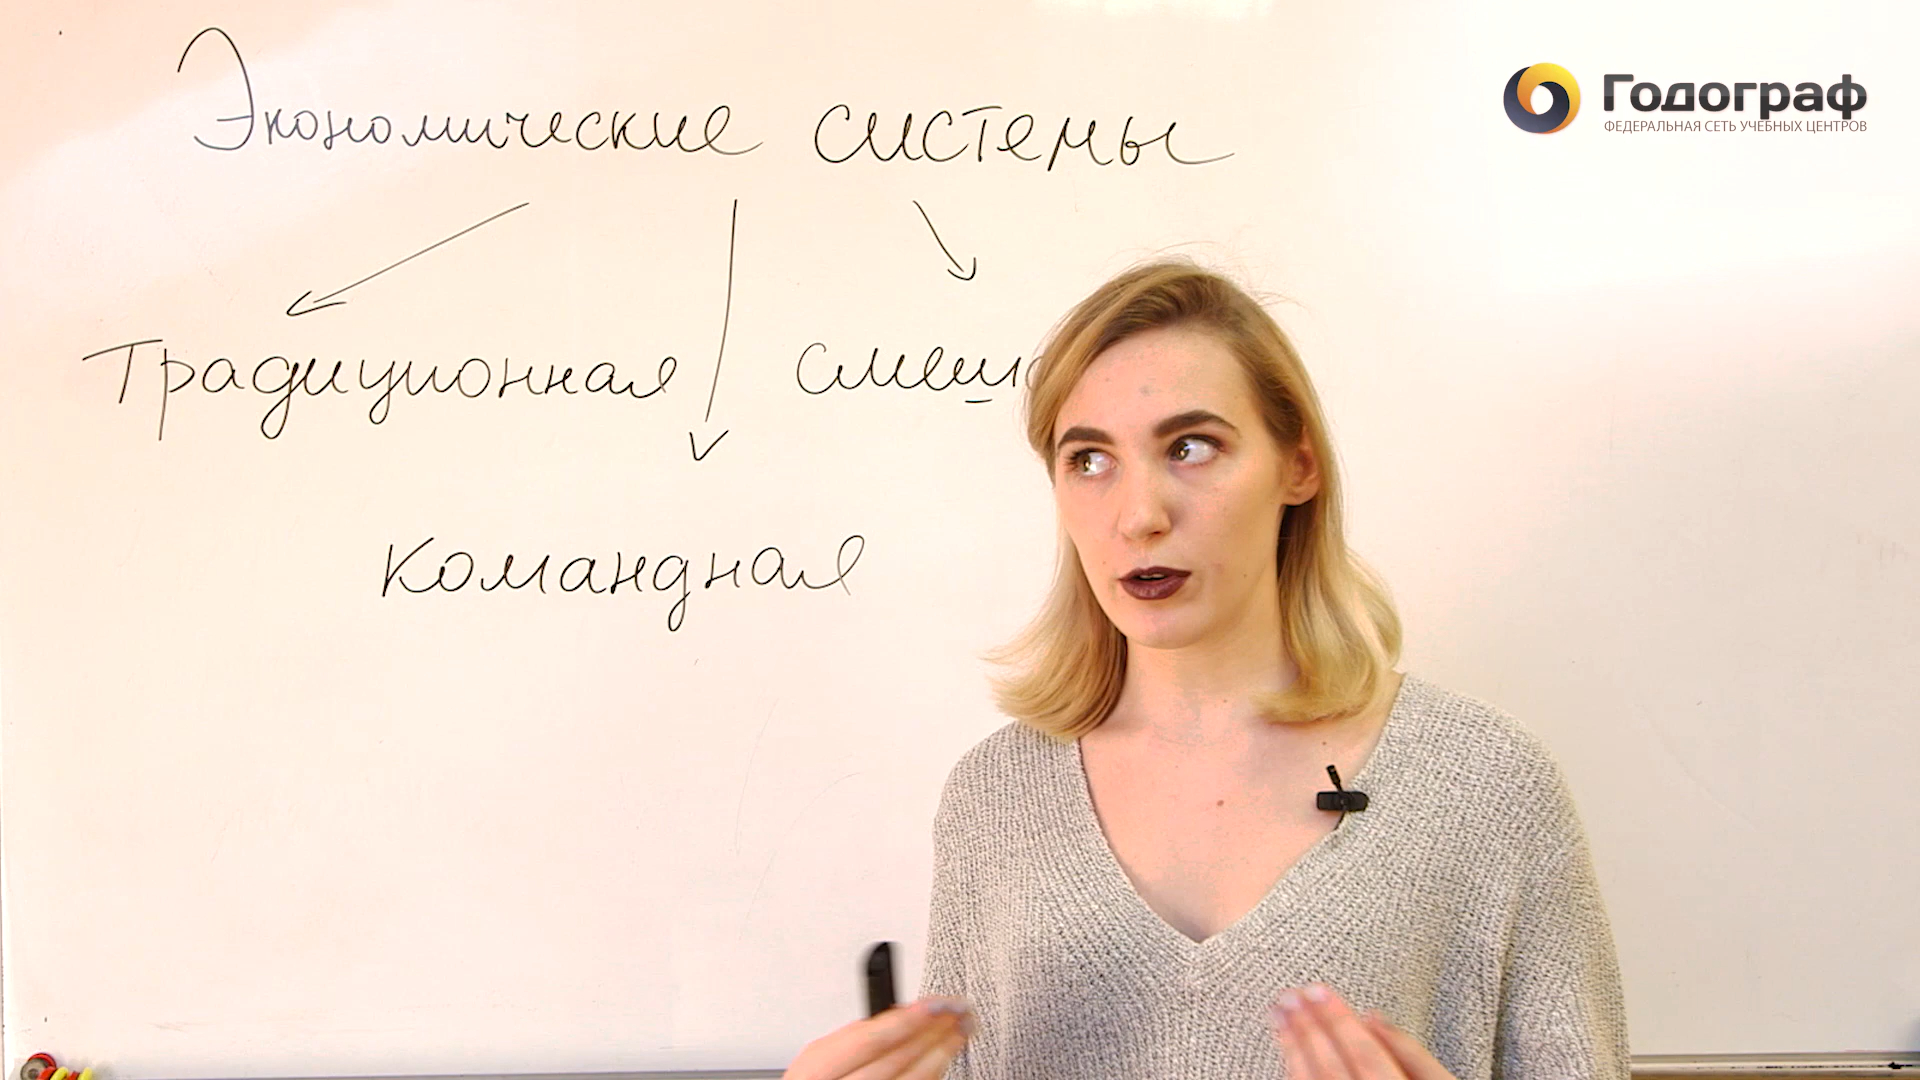 Экономические системы
Годограф
ФЕДЕРАЛЬНАЯ СЕТЬ УЧЕБНЫХ ЦЕНТРОВ
Традиционная
Командная